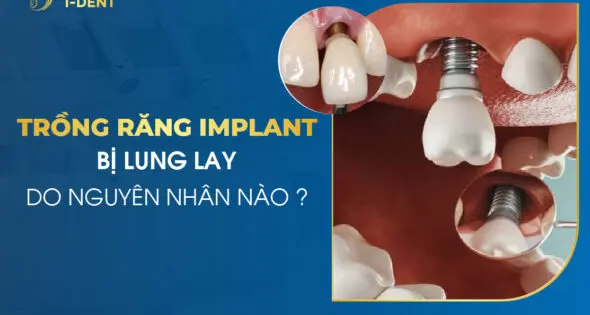 I-DENT
TRỒNG RĂNG IMPLANT
BỊ LUNG LAY
DO NGUYÊN NHÂN NÀO ?